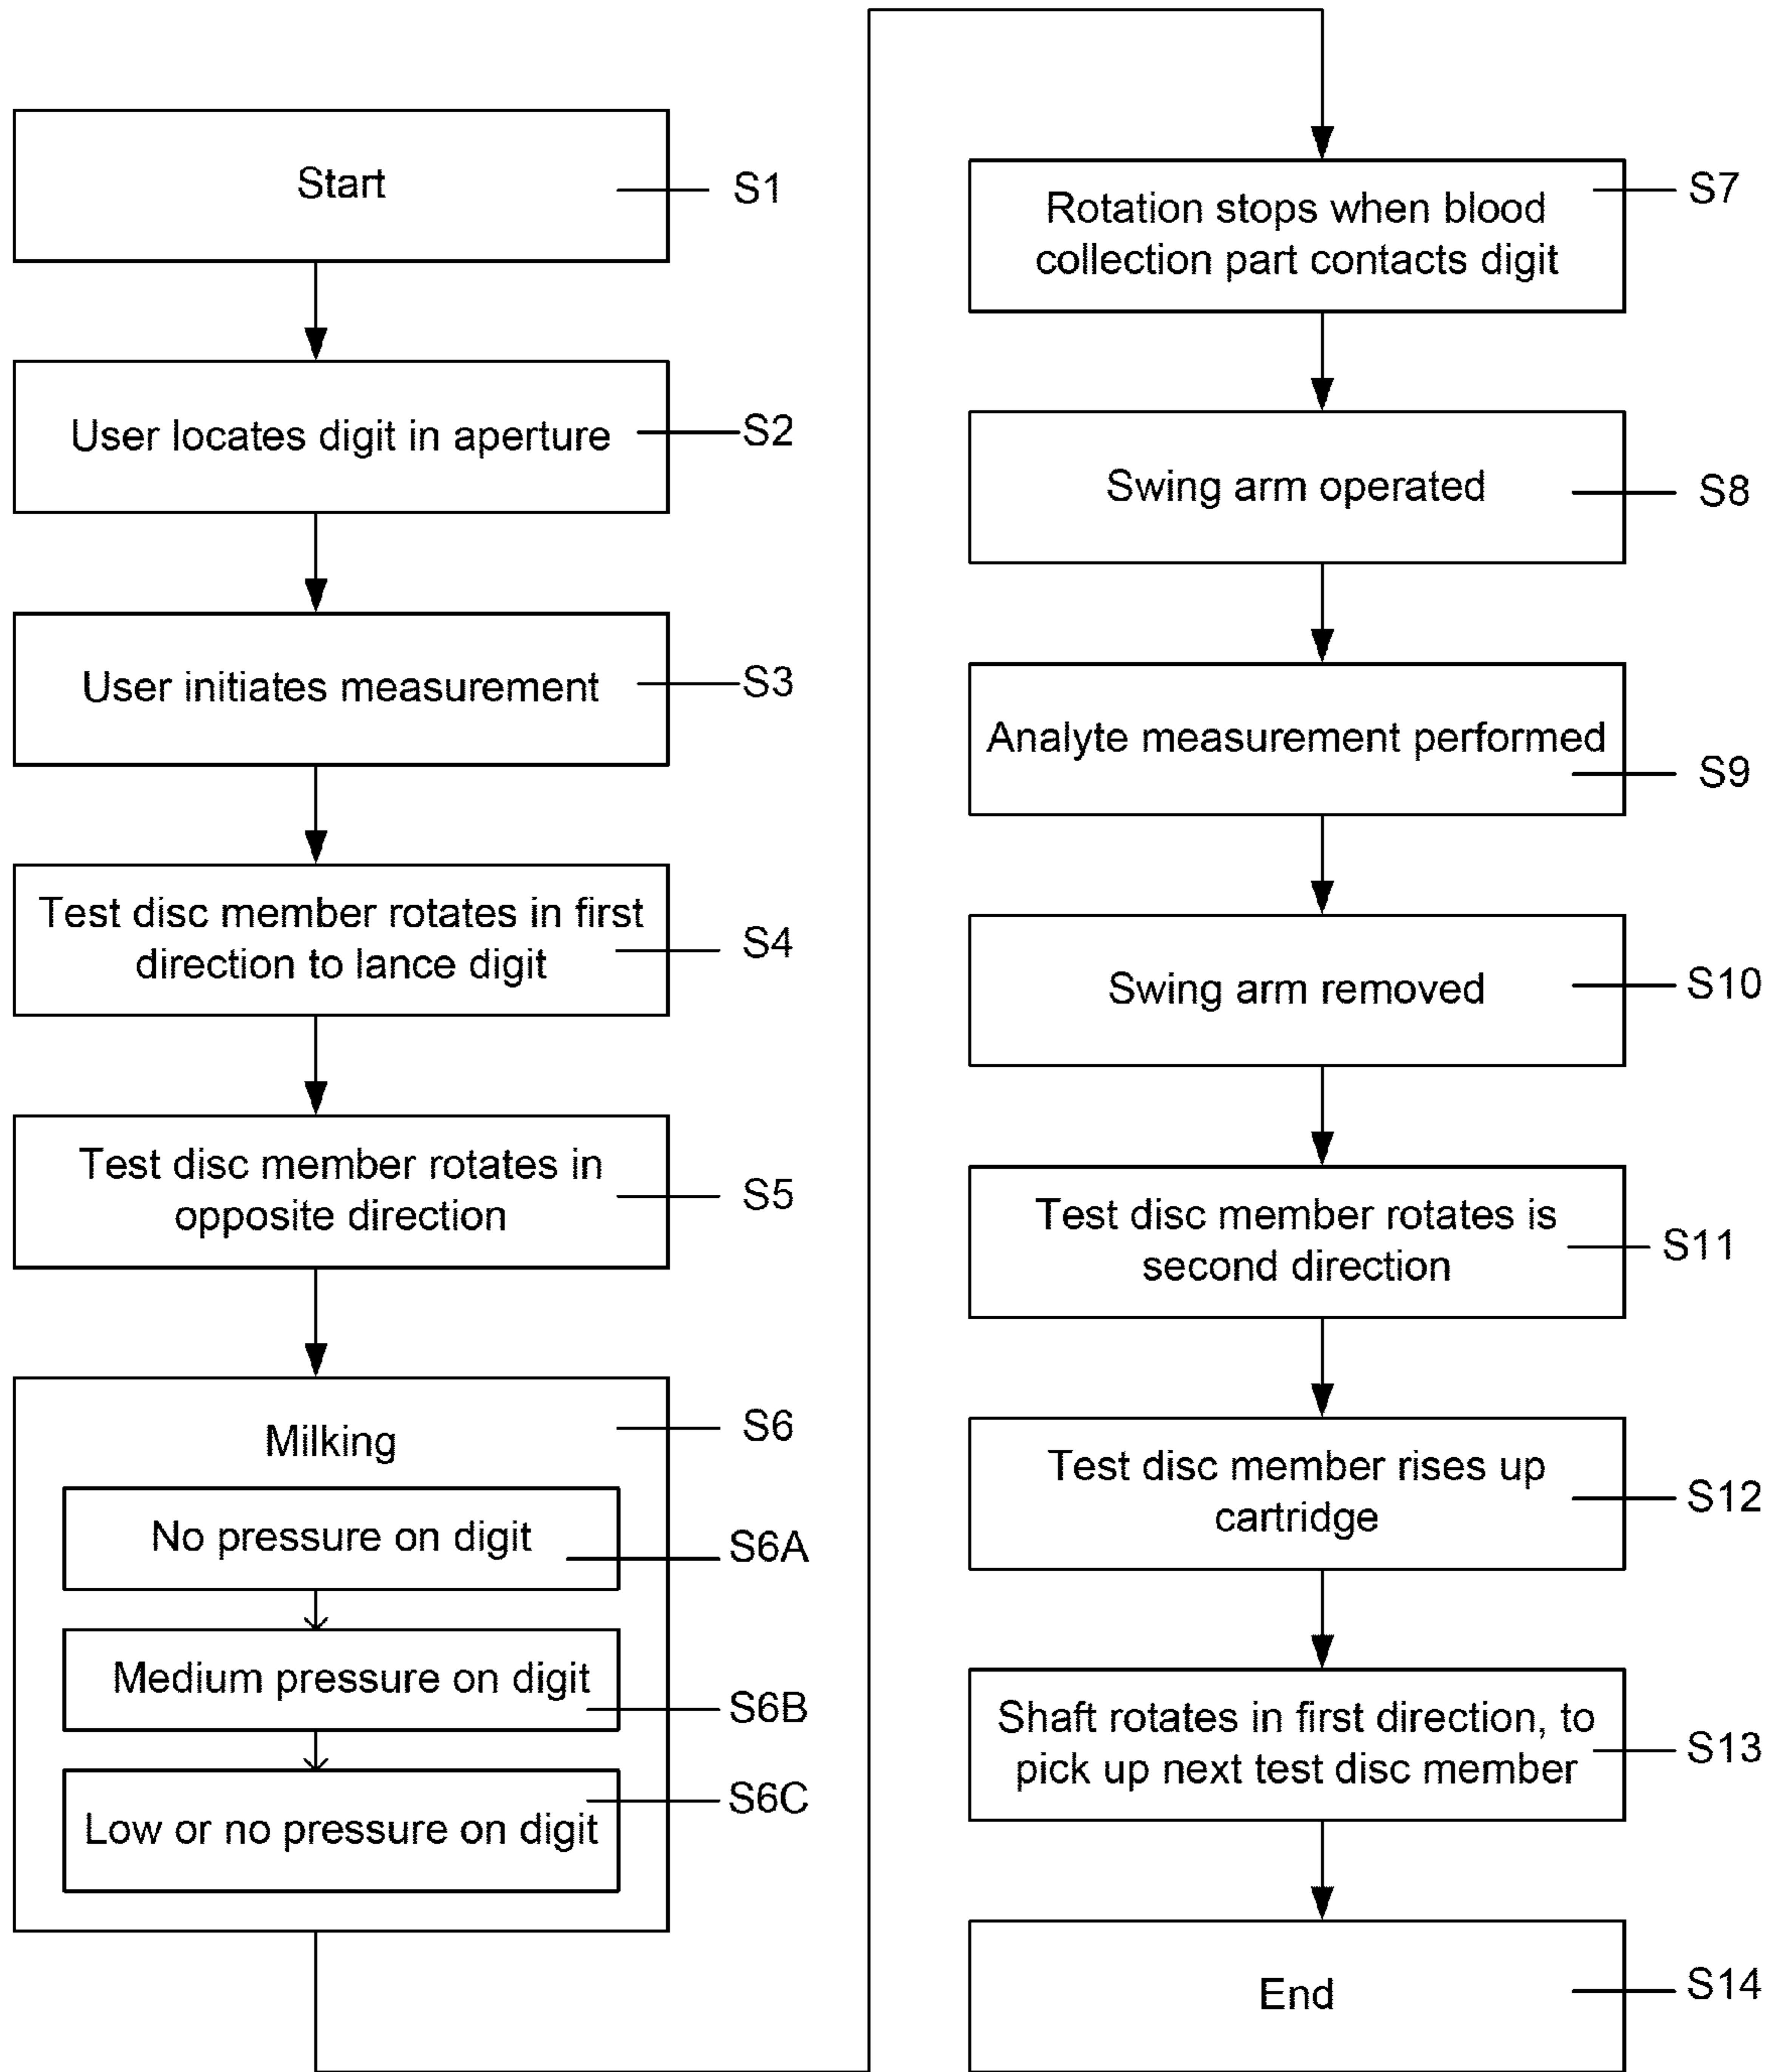 Start
S1
User locates digit in aperture
S2
User initiates measurement
S3
Test disc member rotates in first
direction to lance digit
S4
Test disc member rotates in
opposite direction
S5
Milking
S6
No pressure on digit
S6A
Medium pressure on digit
S6B
Low or no pressure on digit
S6C
Rotation stops when blood
collection part contacts digit
S7
Swing arm operated
S8
Analyte measurement performed
S9
Swing arm removed
S10
Test disc member rotates is
second direction
S11
Test disc member rises up
cartridge
S12
Shaft rotates in first direction, to
pick up next test disc member
S13
End
S14